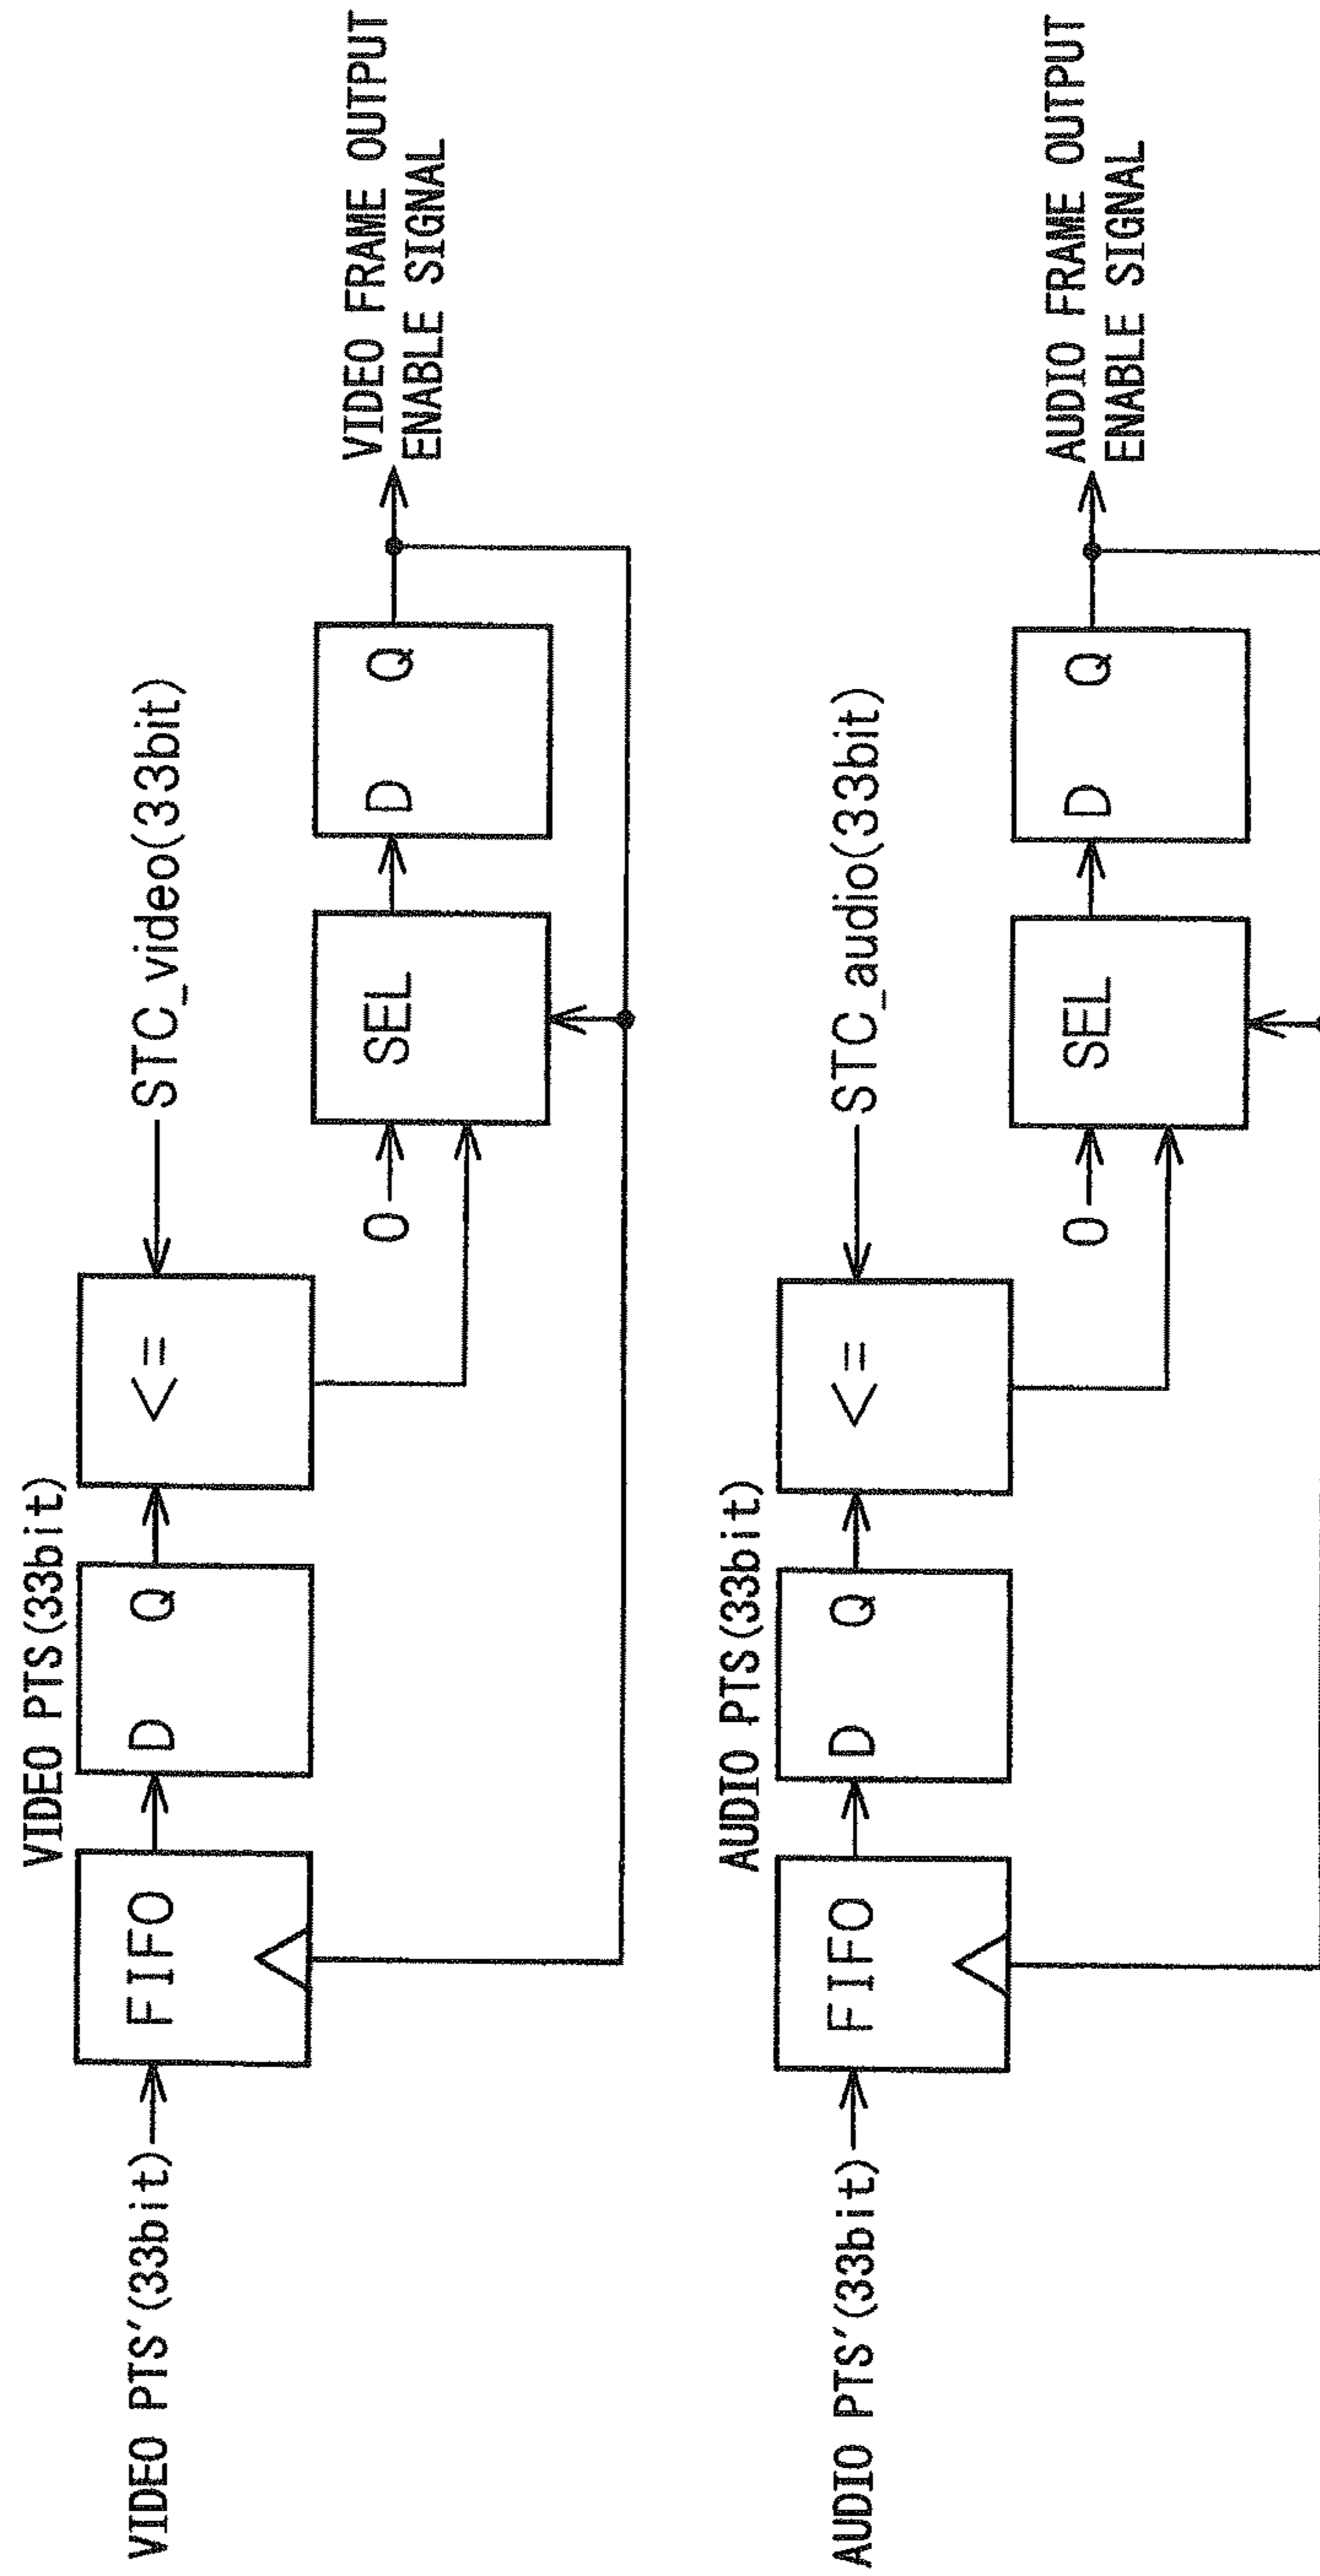 VIDEO PTS(33bit)
VIDEO PTS'(33bit)
FIFO
D
Q
<=
STC_video(33bit)
0
SEL
D
Q
VIDEO FRAME OUTPUT
ENABLE SIGNAL
AUDIO PTS(33bit)
AUDIO PTS'(33bit)
FIFO
D
Q
<=
STC_audio(33bit)
0
SEL
D
Q
AUDIO FRAME OUTPUT
ENABLE SIGNAL